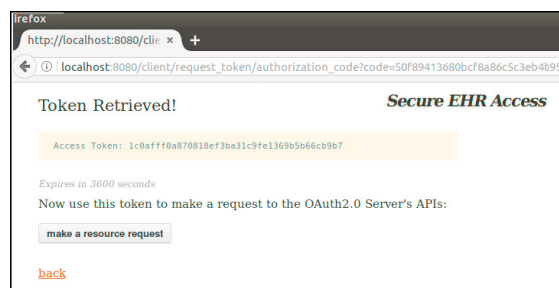 irefox
http://localhost:8080/clie ×
localhost:8080/client/request_token/authorization_code?code=50f89413680bcf8a86c5c3eb4b95
Token Retrieved!
Secure EHR Access
Access Token: 1c0afff0a870818ef3ba31c9fe1369b5b66cb9b7
Expires in 3600 seconds
Now use this token to make a request to the OAuth2.0 Server's APIs:
make a resource request
back